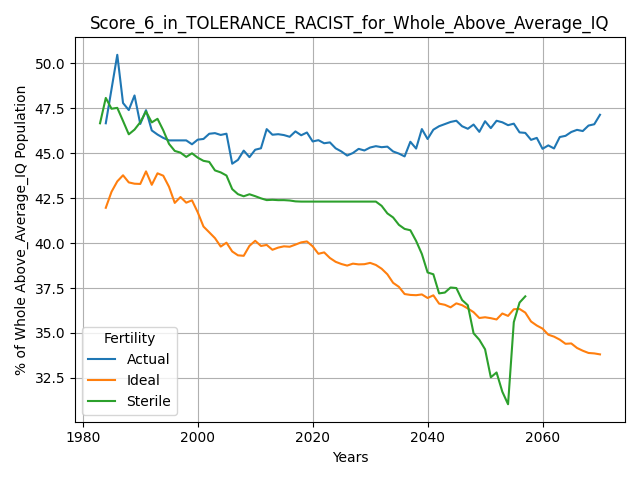 Score_6_in_TOLERANCE_RACIST_for_Whole_Above_Average_IQ
% of Whole Above_Average_IQ Population
50.0
47.5
45.0
42.5
40.0
37.5
35.0
32.5
Fertility
Actual
Ideal
Sterile
1980
2000
2020
2040
2060
Years